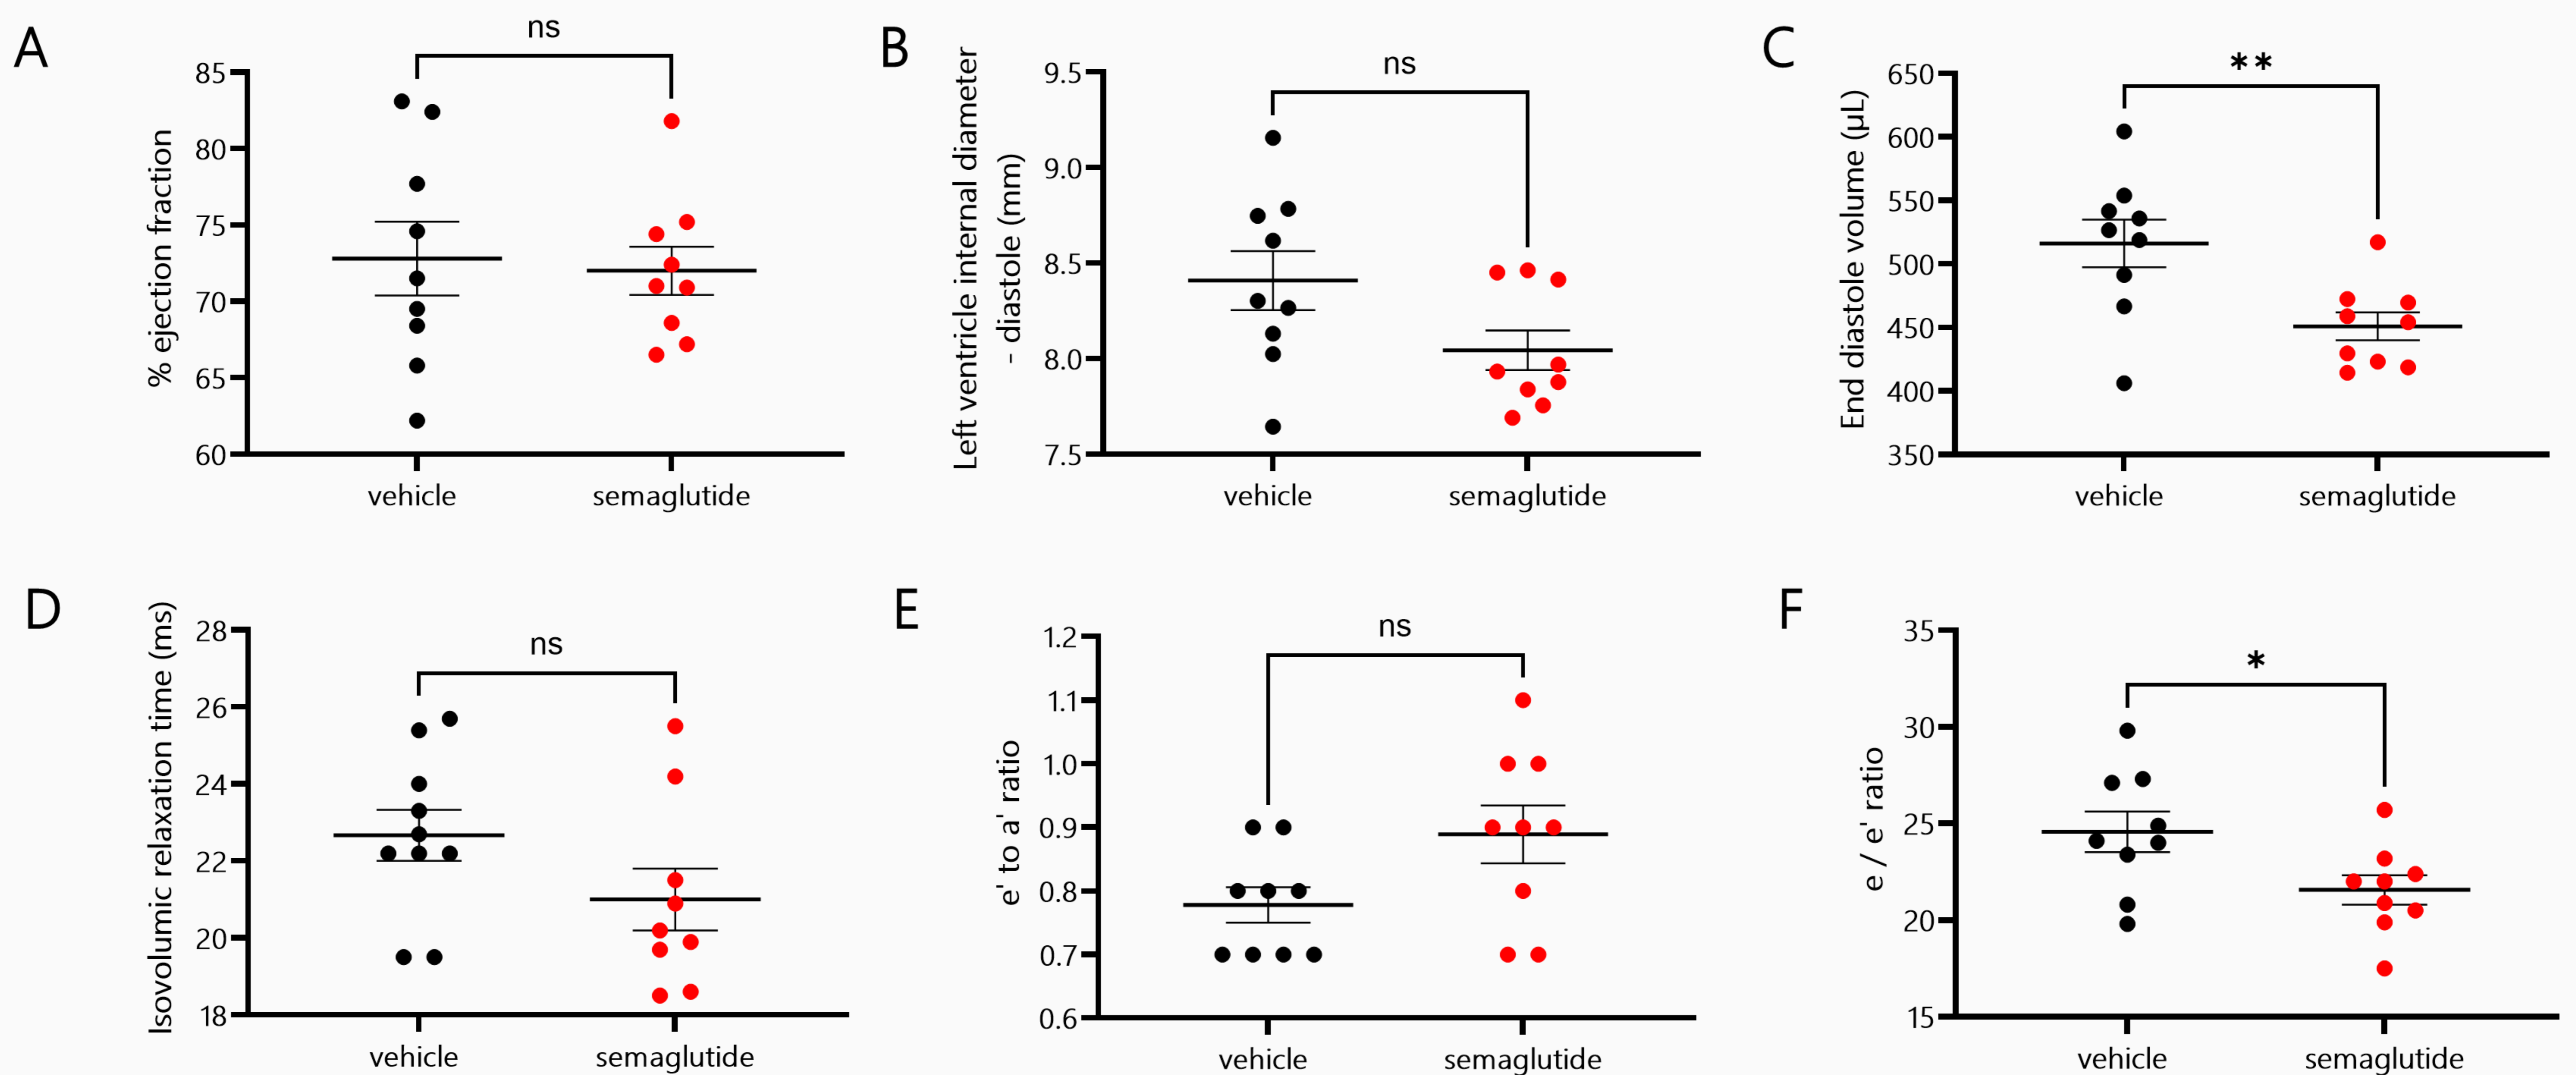 A
ns
% ejection fraction
85
80
75
70
65
60
vehicle
semaglutide
B
ns
Left ventricle internal diameter
- diastole (mm)
9.5
9.0
8.5
8.0
7.5
vehicle
semaglutide
C
**
End diastole volume (µL)
650
600
550
500
450
400
350
vehicle
semaglutide
D
ns
Isovolumic relaxation time (ms)
28
26
24
22
20
18
vehicle
semaglutide
E
ns
e' to a' ratio
1.2
1.1
1.0
0.9
0.8
0.7
0.6
vehicle
semaglutide
F
*
e / e' ratio
35
30
25
20
15
vehicle
semaglutide